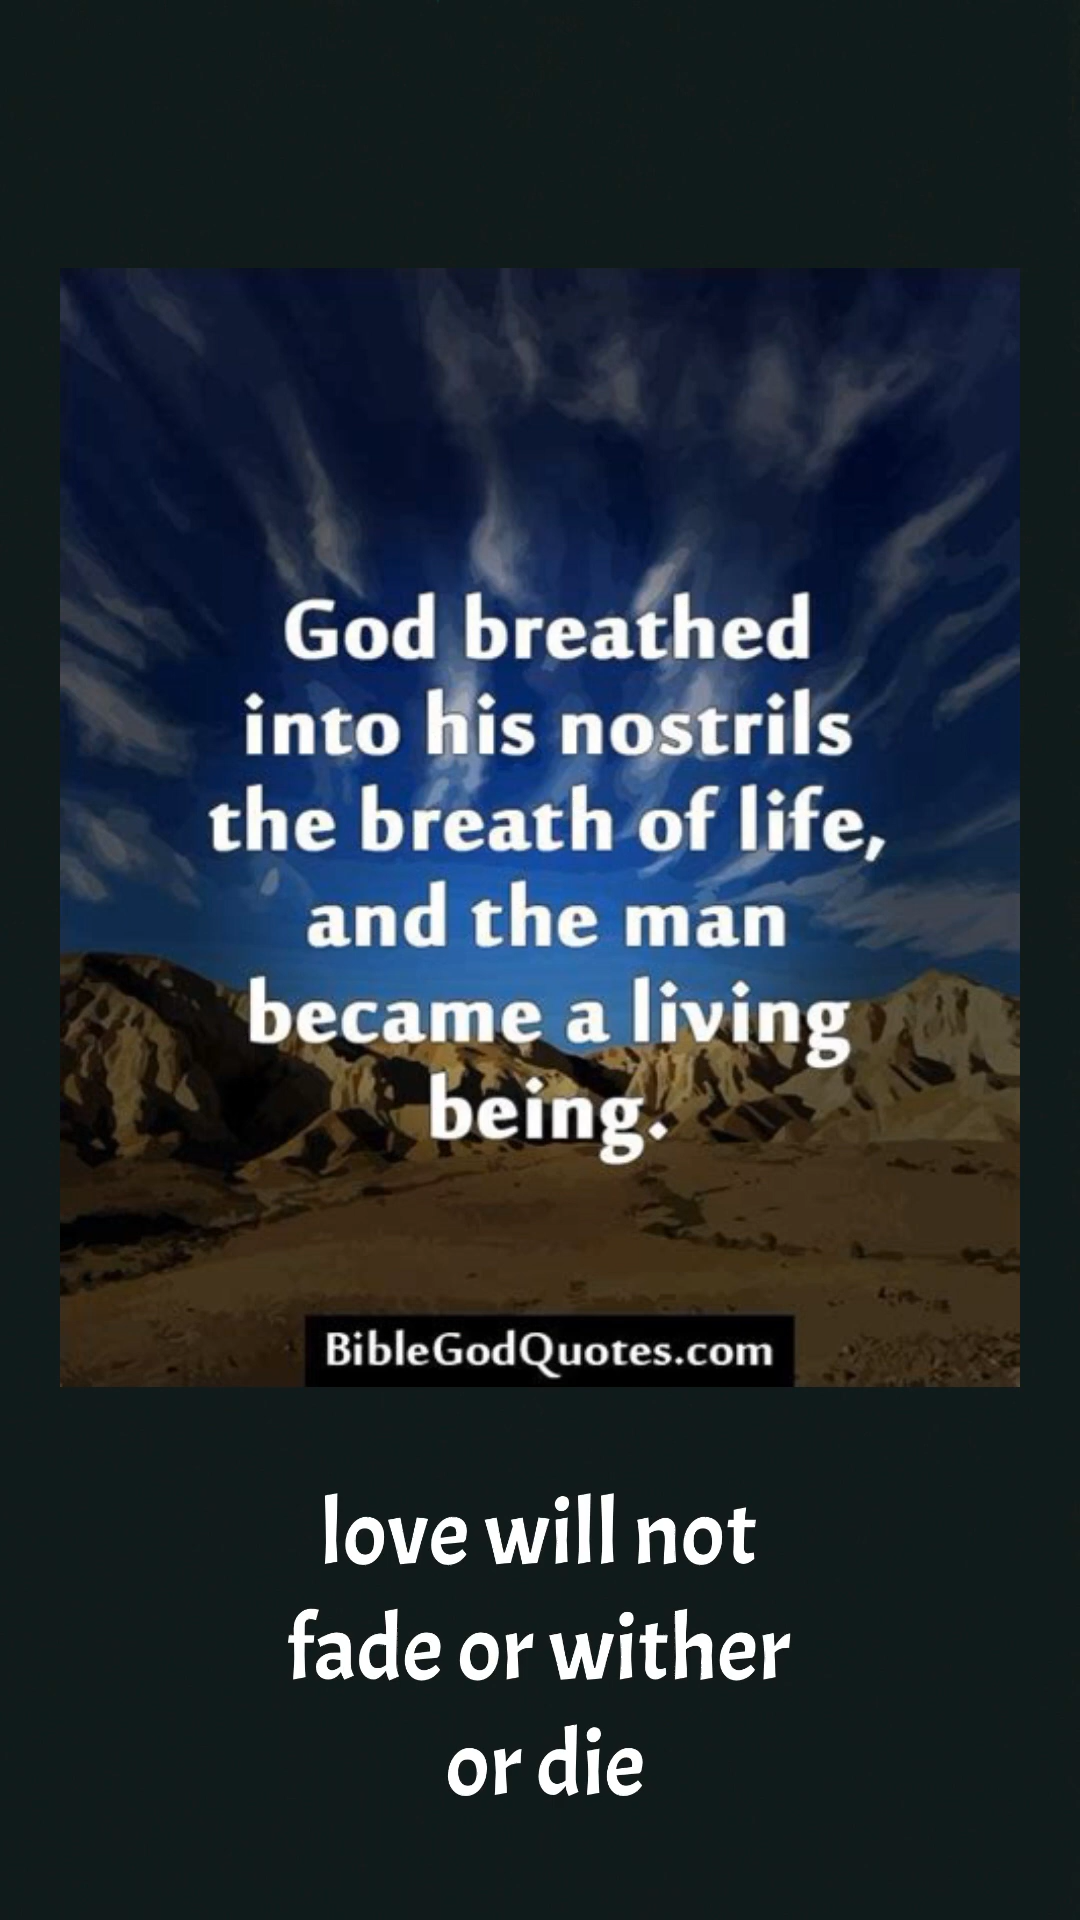 God breathed
into his nostrils
the breath of life,
and the man
became a living
being.
BibleGodQuotes.com
love will not
fade or wither
or die